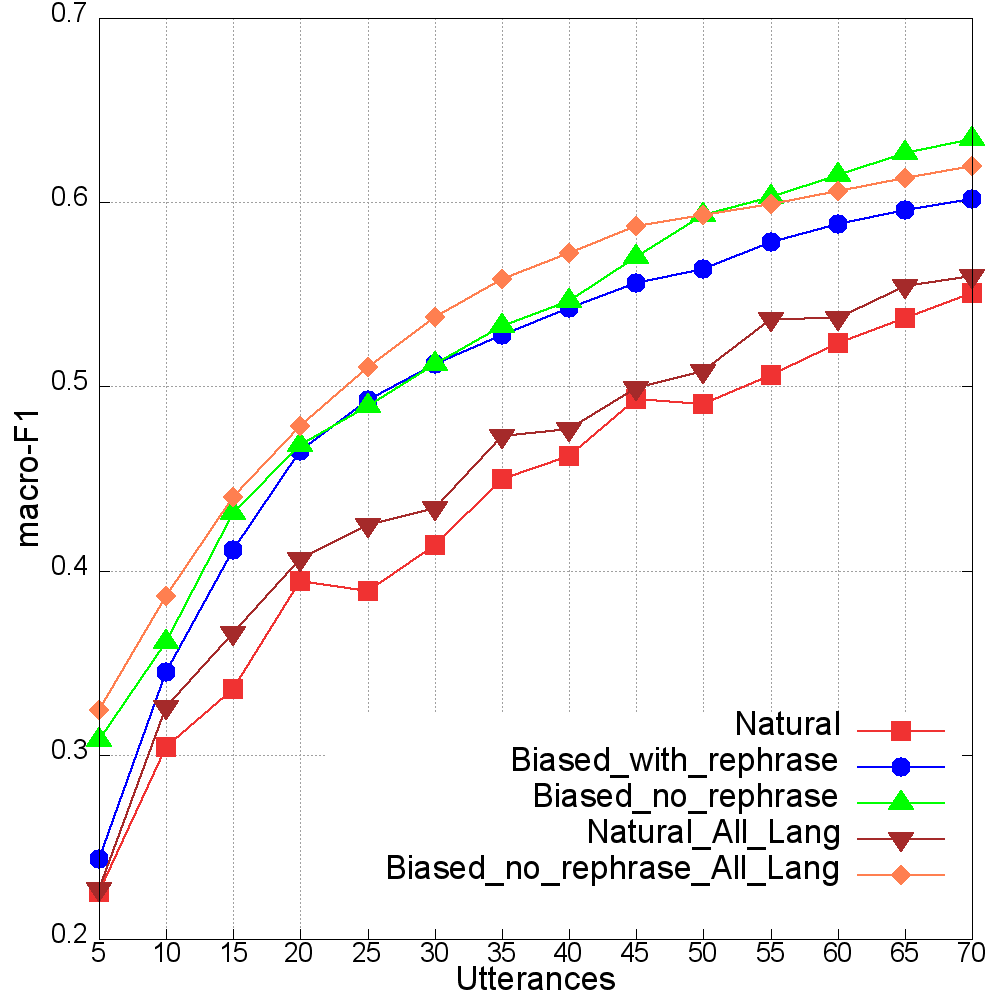 0.7
0.6
0.5
0.4
0.3
0.2
macro-F1
Natural
Biased_with_rephrase
Biased_no_rephrase
Natural_All_Lang
Biased_no_rephrase_All_Lang
5 10 15 20 25 30 35 40 45 50 55 60 65 70
Utterances